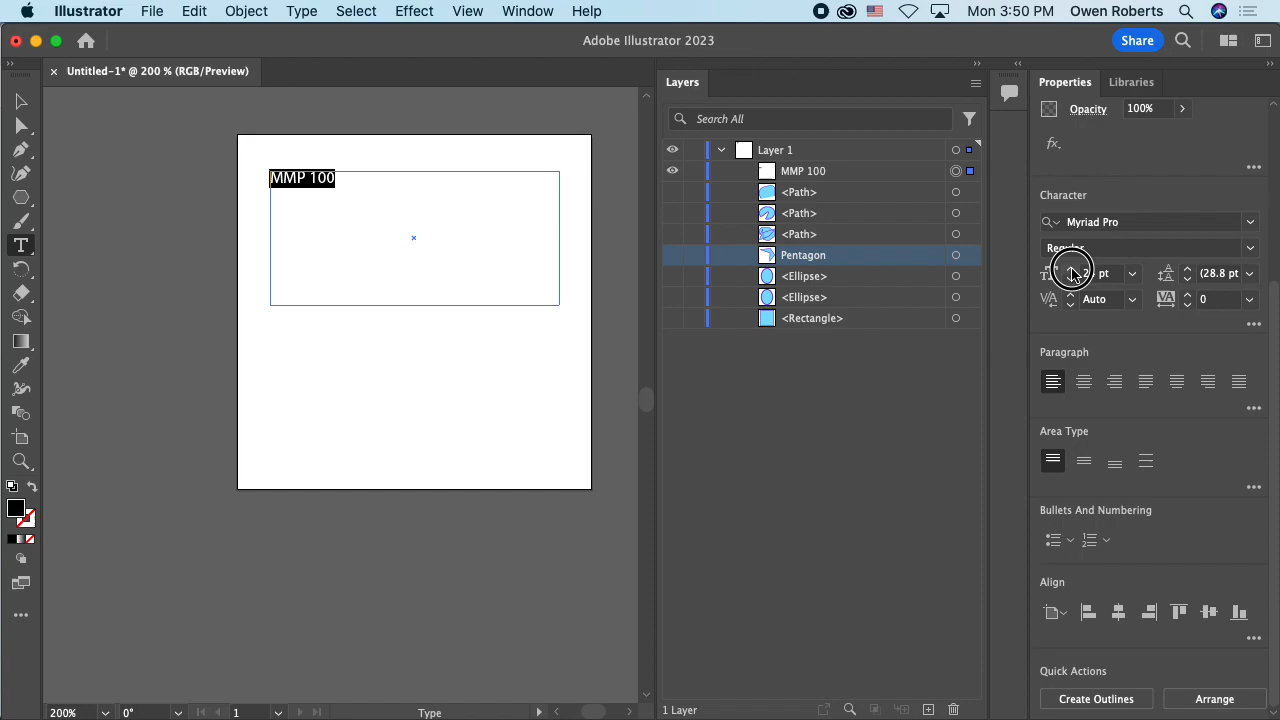 Illustrator File Edit Object Type Select Effect View Window Help Mon 3:50 PM Owen Roberts
Adobe Illustrator 2023
Share
Untitled-1* @ 200 % (RGB/Preview)
Layers
Properties
Libraries
Search All
Opacity
100%
Layer 1
MMP 100
<Path>
<Path>
<Path>
Pentagon
<Ellipse>
<Ellipse>
<Rectangle>
MMP 100
Character
Myriad Pro
Regular
pt
(28.8 pt
Auto
0
Paragraph
Area Type
Bullets And Numbering
Align
Quick Actions
Create Outlines
Arrange
200%
0°
1
Type
1 Layer